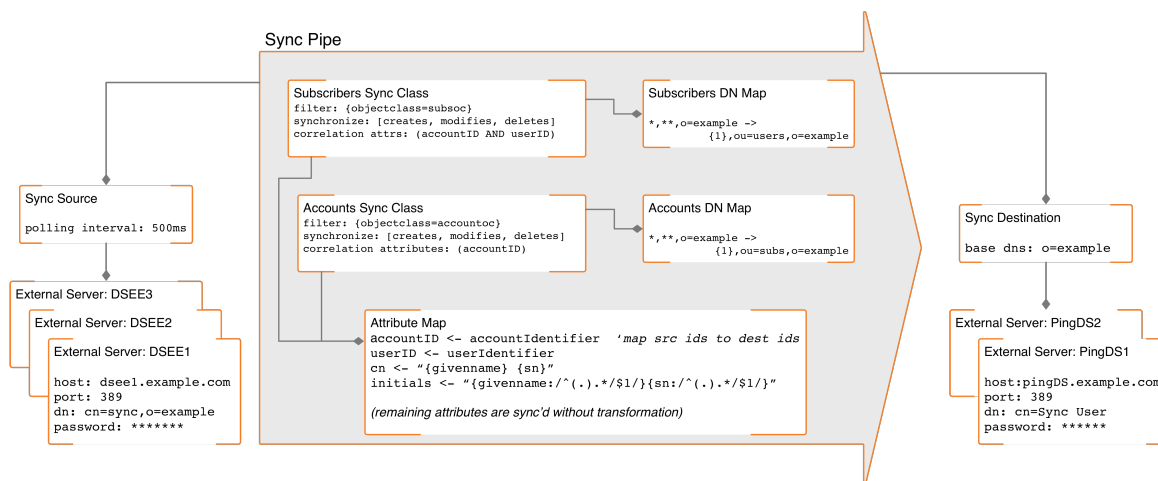 Sync Pipe
Subscribers Sync Class
filter: {objectclass=subsoc}
synchronize: [creates, modifies, deletes]
correlation attrs: (accountID AND userID)
Subscribers DN Map
*,**,o=example ->
{1},ou=users,o=example
Sync Source
polling interval: 500ms
Accounts Sync Class
filter: {objectclass=accountoc}
synchronize: [creates, modifies, deletes]
correlation attributes: (accountID)
Accounts DN Map
*,**,o=example ->
{1},ou=subs,o=example
Sync Destination
base dns: o=example
External Server: DSEE3
External Server: DSEE2
External Server: DSEE1
host: dsee1.example.com
port: 389
dn: cn=sync,o=example
password: *******
Attribute Map
accountID <- accountIdentifier ‘map src ids to dest ids
userID <- userIdentifier
cn <- “{givenname} {sn}”
initials <- “{givenname:/^(.).*/$1/}{sn:/^(.).*/$1/}”
(remaining attributes are sync’d without transformation)
External Server: PingDS2
External Server: PingDS1
host:pingDS.example.com
port: 389
dn: cn=Sync User
password: ******